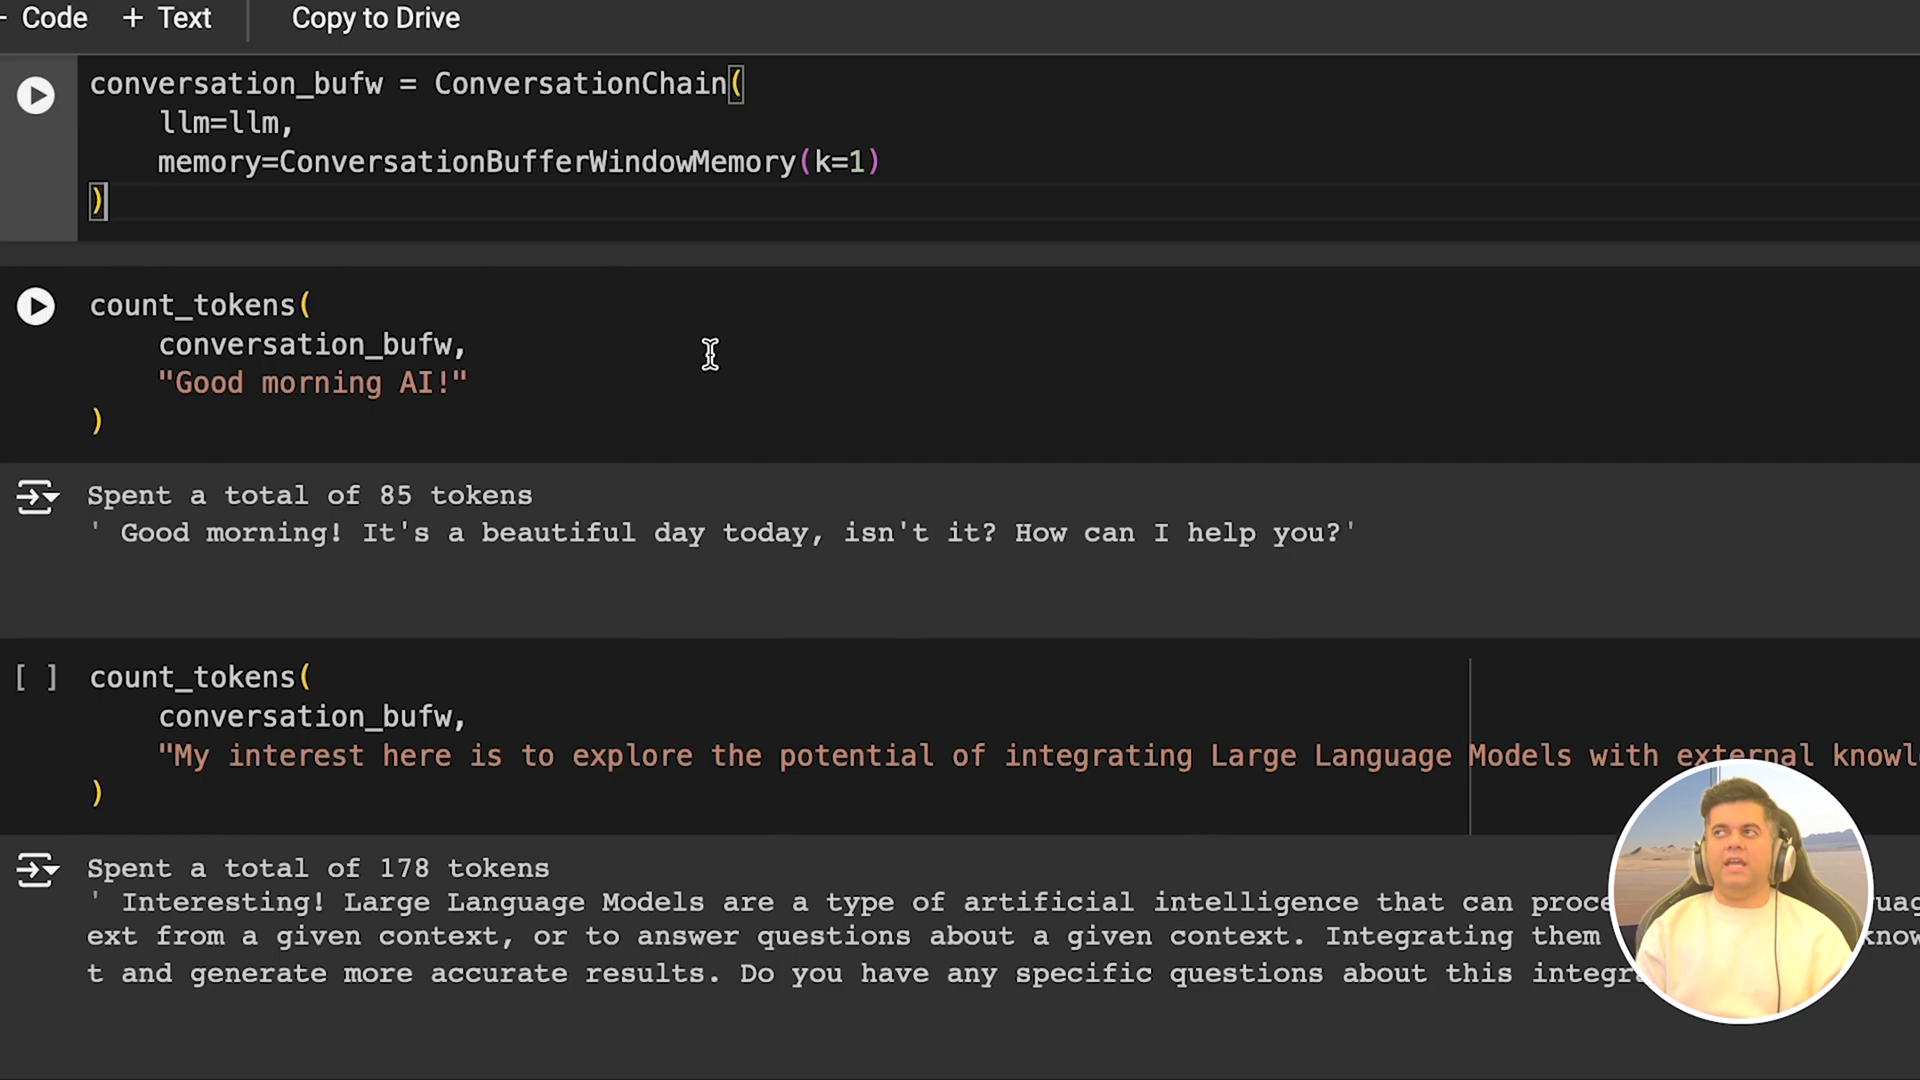 Code + Text Copy to Drive
conversation_bufw = ConversationChain(
llm=llm,
memory=ConversationBufferWindowMemory(k=1)
)
count_tokens(
conversation_bufw,
"Good morning AI!"
)
Spent a total of 85 tokens
' Good morning! It's a beautiful day today, isn't it? How can I help you?'
[ ] count_tokens(
conversation_bufw,
"My interest here is to explore the potential of integrating Large Language Models with external
)
Spent a total of 178 tokens
' Interesting! Large Language Models are a type of artificial intelligence that can
ext from a given context, or to answer questions about a given context. Integrating them
t and generate more accurate results. Do you have any specific questions about this